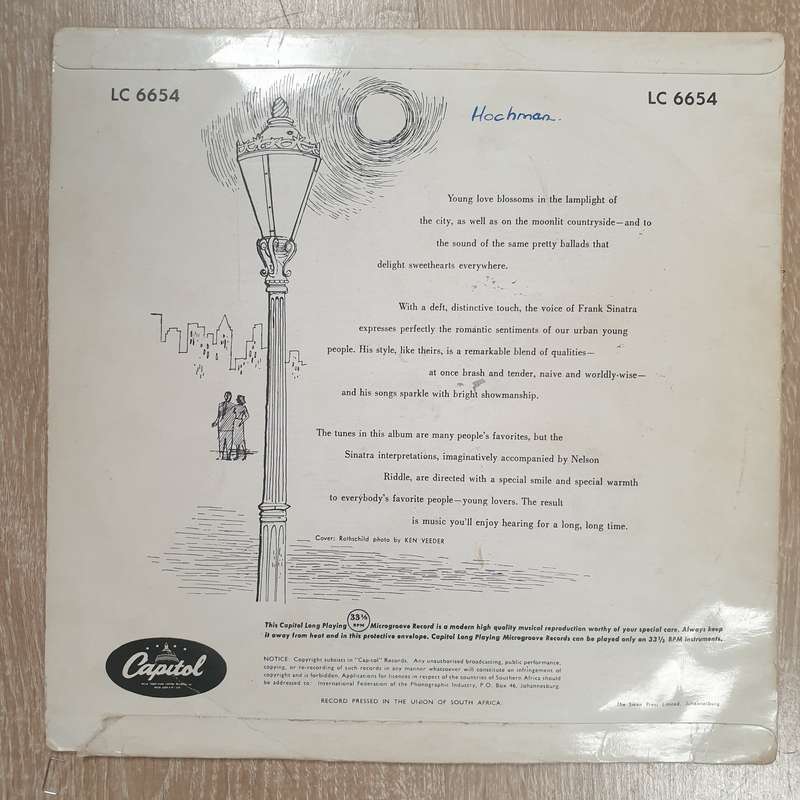 LC 6654
LC 6654
Hochman.
Young love blossoms in the lamplight of
the city, as well as on the moonlit countryside—and to
the sound of the same pretty ballads that
delight sweethearts everywhere.
With a deft, distinctive touch, the voice of Frank Sinatra
expresses perfectly the romantic sentiments of our urban young
people. His style, like theirs, is a remarkable blend of qualities—
at once brash and tender, naive and worldly-wise—
and his songs sparkle with bright showmanship.
The tunes in this album are many people's favorites, but the
Sinatra interpretations, imaginatively accompanied by Nelson
Riddle, are directed with a special smile and special warmth
to everybody's favorite people—young lovers. The result
is music you'll enjoy hearing for a long, long time.
Cover: Rothschild photo by KEN VEEDER
This Capitol Long Playing 33⅓ RPM Microgroove Record is a modern high quality musical reproduction worthy of your special care. Always keep
it away from heat and in this protective envelope. Capitol Long Playing Microgroove Records can be played only on 33⅓ RPM instruments.
Capitol
NOTICE: Copyright subsists in "Capitol" Records. Any unauthorised broadcasting, public performance,
copying, or re-recording of such records in any manner whatsoever will constitute an infringement of
copyright and is forbidden. Applications for licences in respect of the countries of Southern Africa should
be addressed to: International Federation of the Phonographic Industry, P.O. Box 46, Johannesburg.
RECORD PRESSED IN THE UNION OF SOUTH AFRICA
The Swan Press Limited, Johannesburg